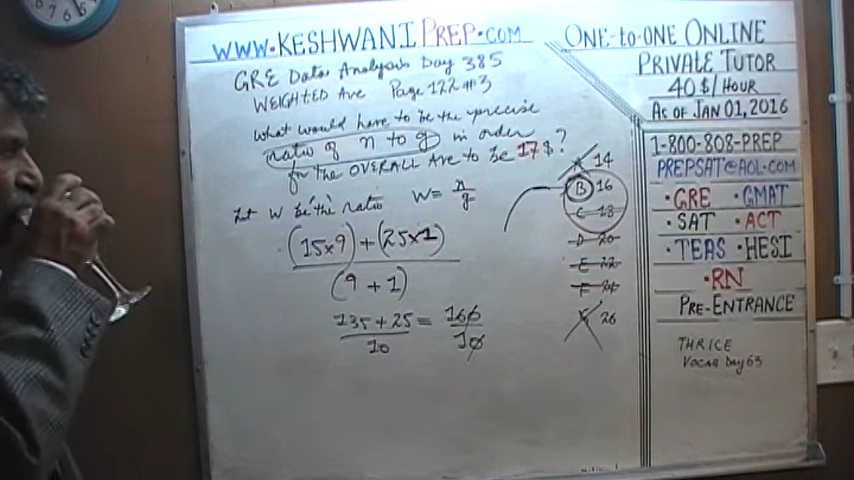 WWW.KESHWANIPREP.COM
GRE Data Analysis Day 385
WEIGHTED Ave Page 122 #3
What would have to be the precise
ratio of n to g in order
for the OVERALL Ave to be 17$?
Let W be the ratio W = n/g
(15×9) + (25×1)
(9 + 1)
135 + 25 = 160
10 10
A 14
B 16
C 18
D 20
E 22
F 24
G 26
ONE-TO-ONE ONLINE
PRIVATE TUTOR
40 $/HOUR
AS OF JAN 01, 2016
1-800-808-PREP
PREPSAT@AOL.COM
•GRE •GMAT
•SAT •ACT
•TEAS •HESI
•RN
PRE-ENTRANCE
THRICE
VOCAB Day 63